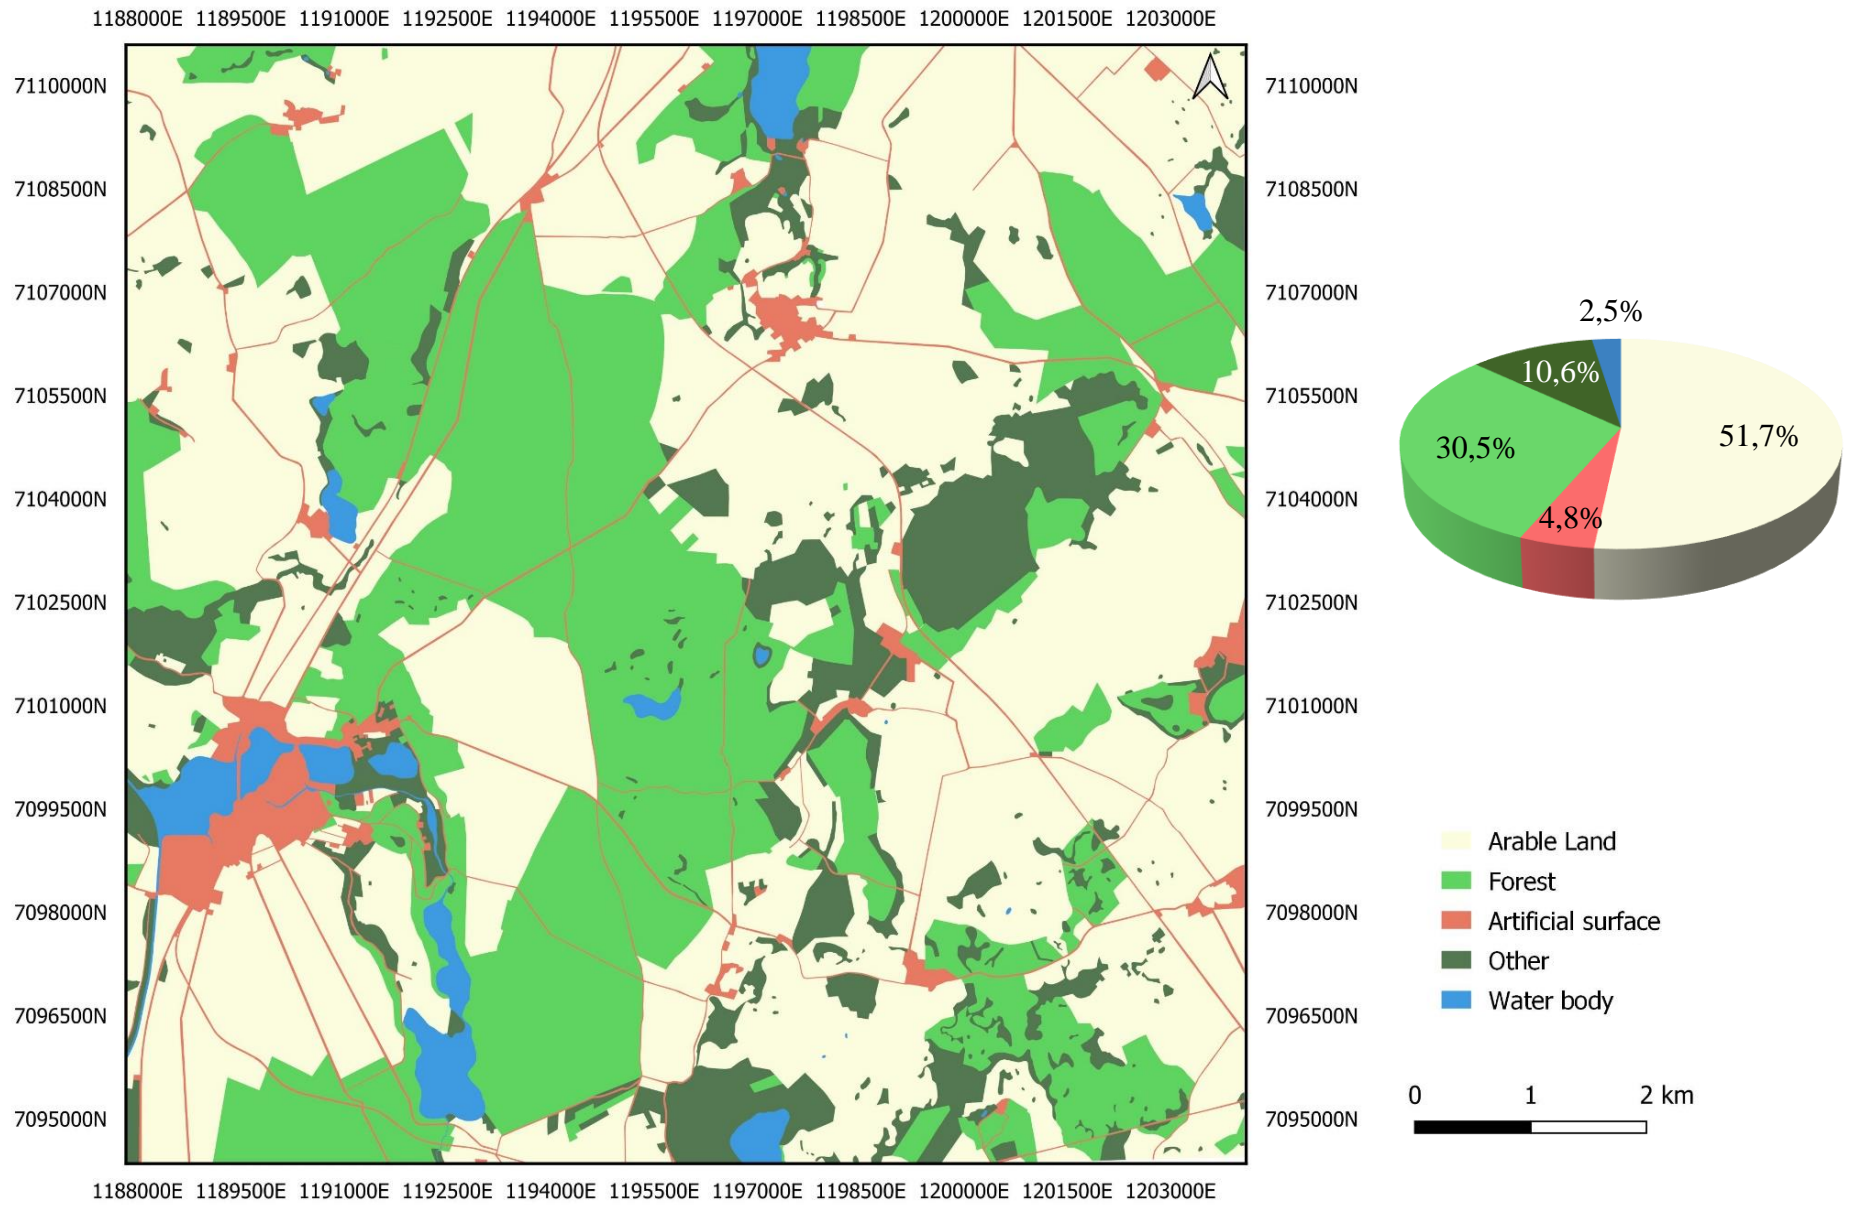 1188000E 1189500E 1191000E 1192500E 1194000E 1195500E 1197000E 1198500E 1200000E 1201500E 1203000E
7110000N 7110000N
7108500N 7108500N
7107000N 7107000N
2,5%
10,6%
7105500N 7105500N
51,7%
30,5%
7104000N 7104000N
4,8%
7102500N 7102500N
7101000N 7101000N
7099500N 7099500N
Arable Land
Forest
7098000N 7098000N
Artificial surface
Other
Water body
7096500N 7096500N
0 1 2 km
7095000N 7095000N
1188000E 1189500E 1191000E 1192500E 1194000E 1195500E 1197000E 1198500E 1200000E 1201500E 1203000E